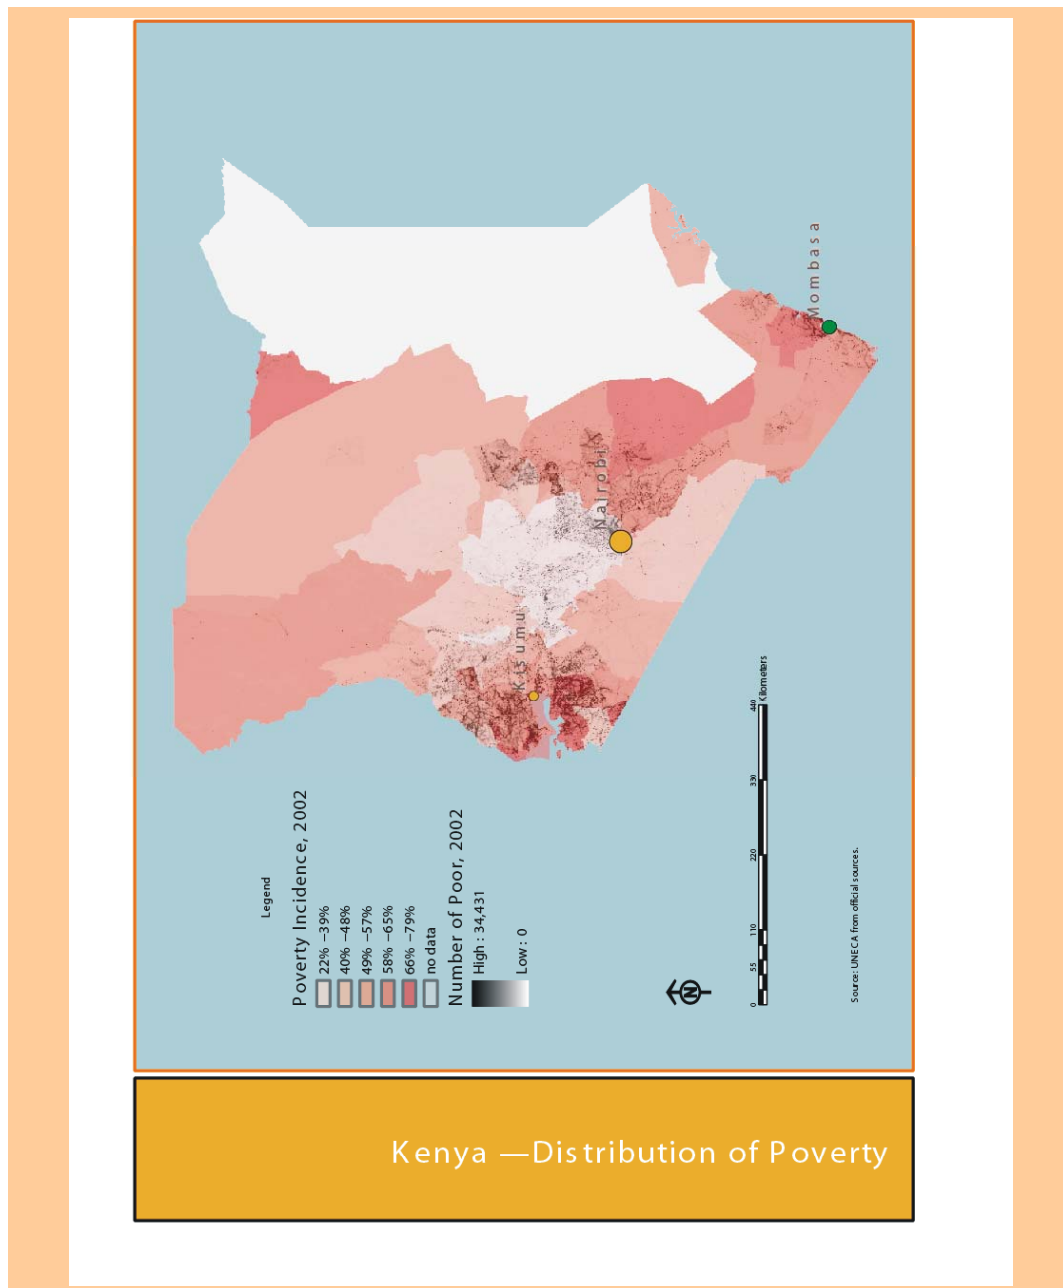 Mombasa
Nairobi
Kisumu
Legend
Poverty Incidence, 2002
22% –39%
40% –48%
49% –57%
58% –65%
66% –79%
no data
Number of Poor, 2002
High : 34,431
Low : 0
N
0 55 110 220 330 440
Kilometers
Source: UNECA from official sources.
Kenya —Distribution of Poverty